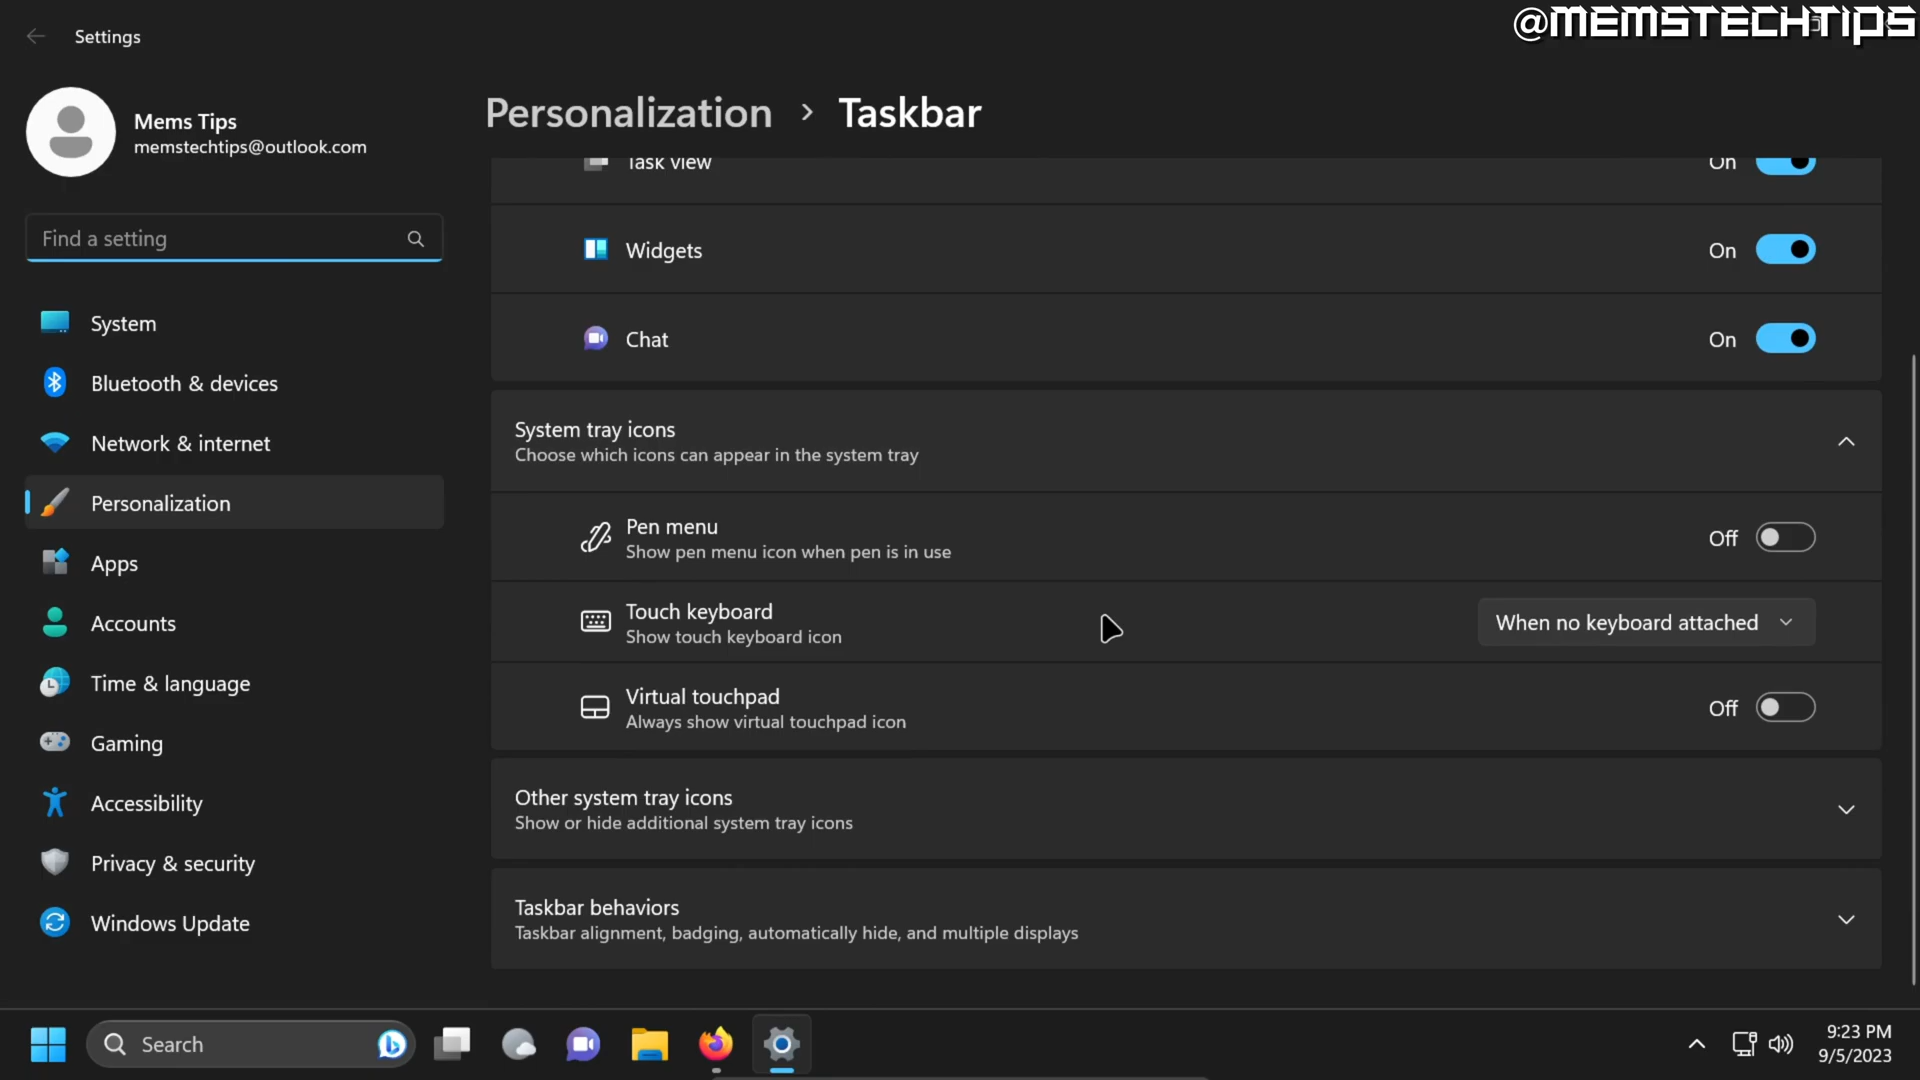 @MEMSTECHTIPS
Settings
Mems Tips
memstechtips@outlook.com
Find a setting
System
Bluetooth & devices
Network & internet
Personalization
Apps
Accounts
Time & language
Gaming
Accessibility
Privacy & security
Windows Update
Personalization > Taskbar
Task view On
Widgets On
Chat On
System tray icons
Choose which icons can appear in the system tray
Pen menu Off
Show pen menu icon when pen is in use
Touch keyboard When no keyboard attached
Show touch keyboard icon
Virtual touchpad Off
Always show virtual touchpad icon
Other system tray icons
Show or hide additional system tray icons
Taskbar behaviors
Taskbar alignment, badging, automatically hide, and multiple displays
Search
9:23 PM
9/5/2023